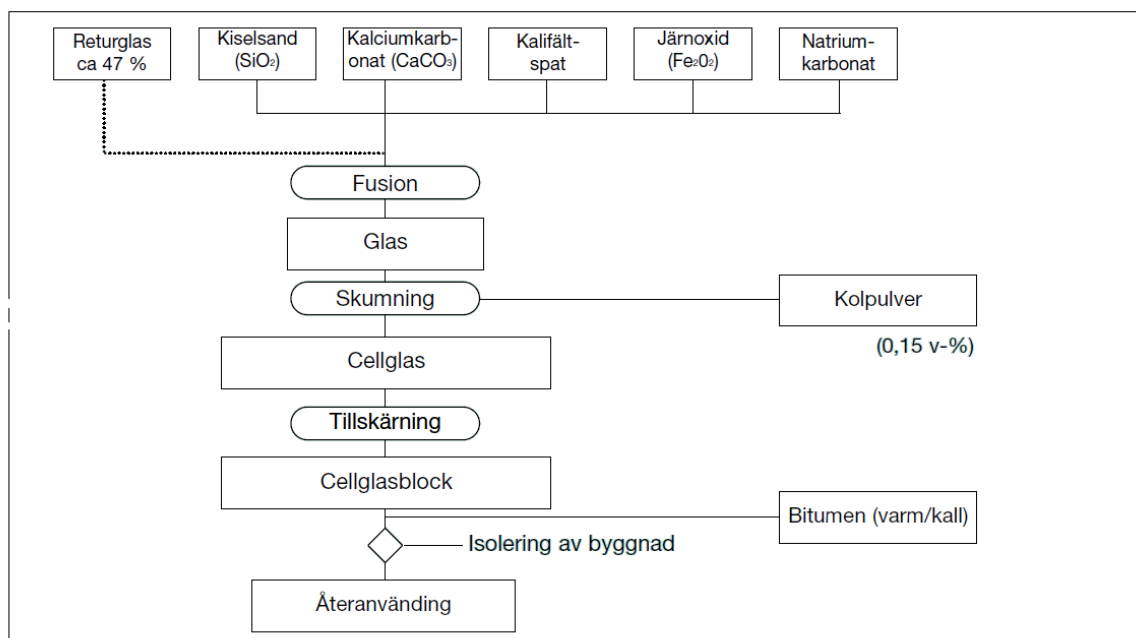 Returglas
ca 47 %
Kiselsand
(SiO₂)
Kalciumkarb-
onat (CaCO₃)
Kalifält-
spat
Järnoxid
(Fe₂0₂)
Natrium-
karbonat
Fusion
Glas
Skumning
Kolpulver
(0,15 v-%)
Cellglas
Tillskärning
Cellglasblock
Bitumen (varm/kall)
Isolering av byggnad
Återanvänding